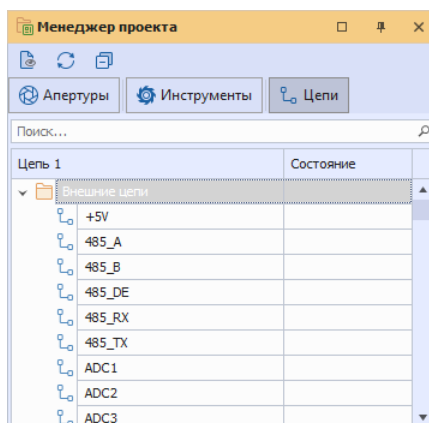 Менеджер проекта
Апертуры Инструменты Цепи
Поиск...
Цепь 1 Состояние
Внешние цепи
+5V
485_A
485_B
485_DE
485_RX
485_TX
ADC1
ADC2
ADC3